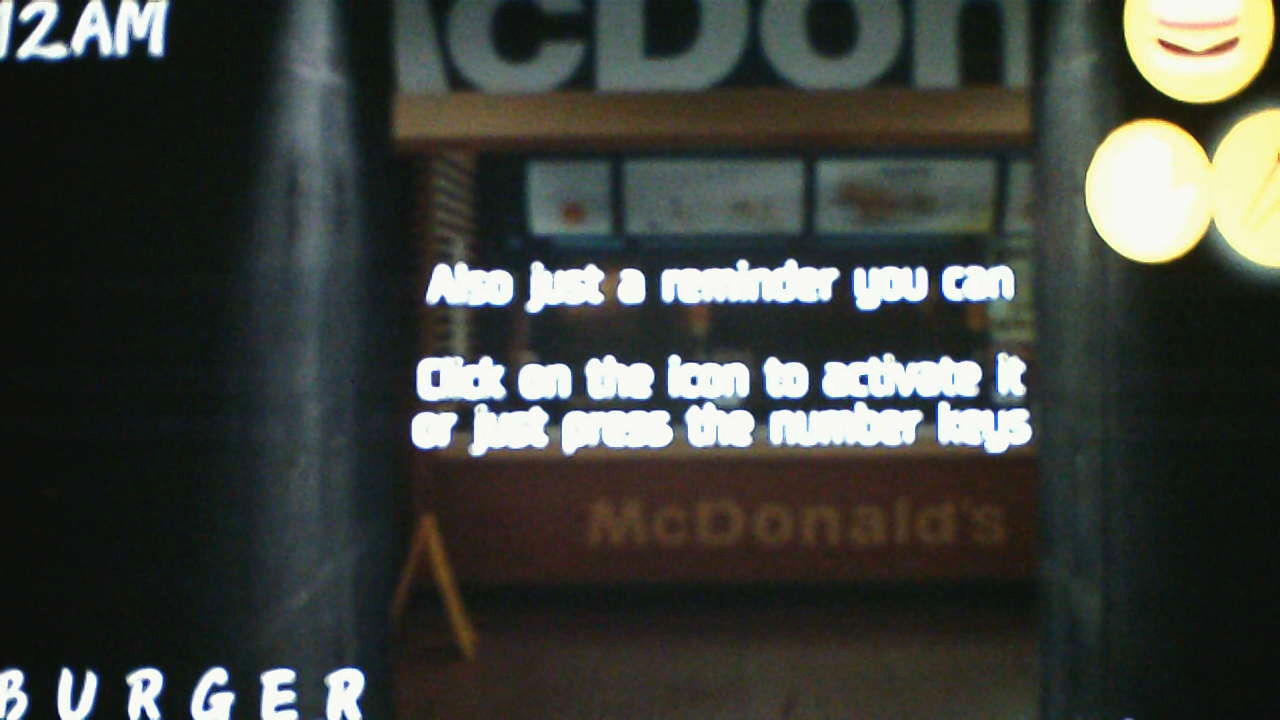 12AM
McDon
Also just a reminder you can
Click on the icon to activate it
or just press the number keys
McDonald's
BURGER